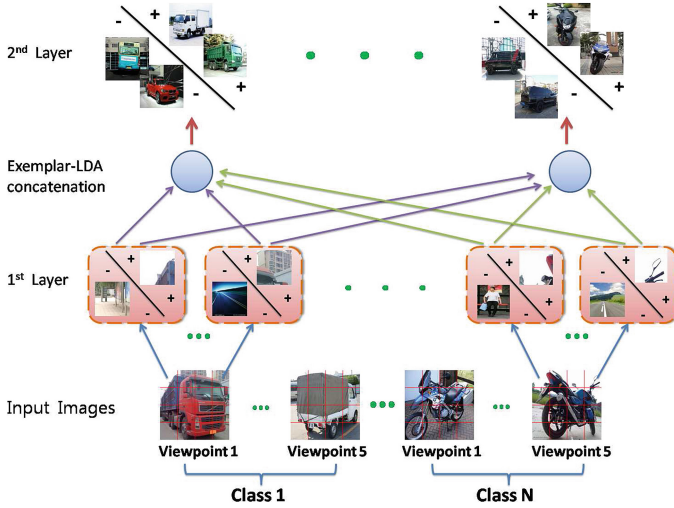 2nd Layer
- + - +
- + - +
Exemplar-LDA
concatenation
1st Layer
+ - + -
+ - + -
+ - + -
+ - + -
Input Images
Viewpoint 1
Viewpoint 5
Viewpoint 1
Viewpoint 5
Class 1
Class N